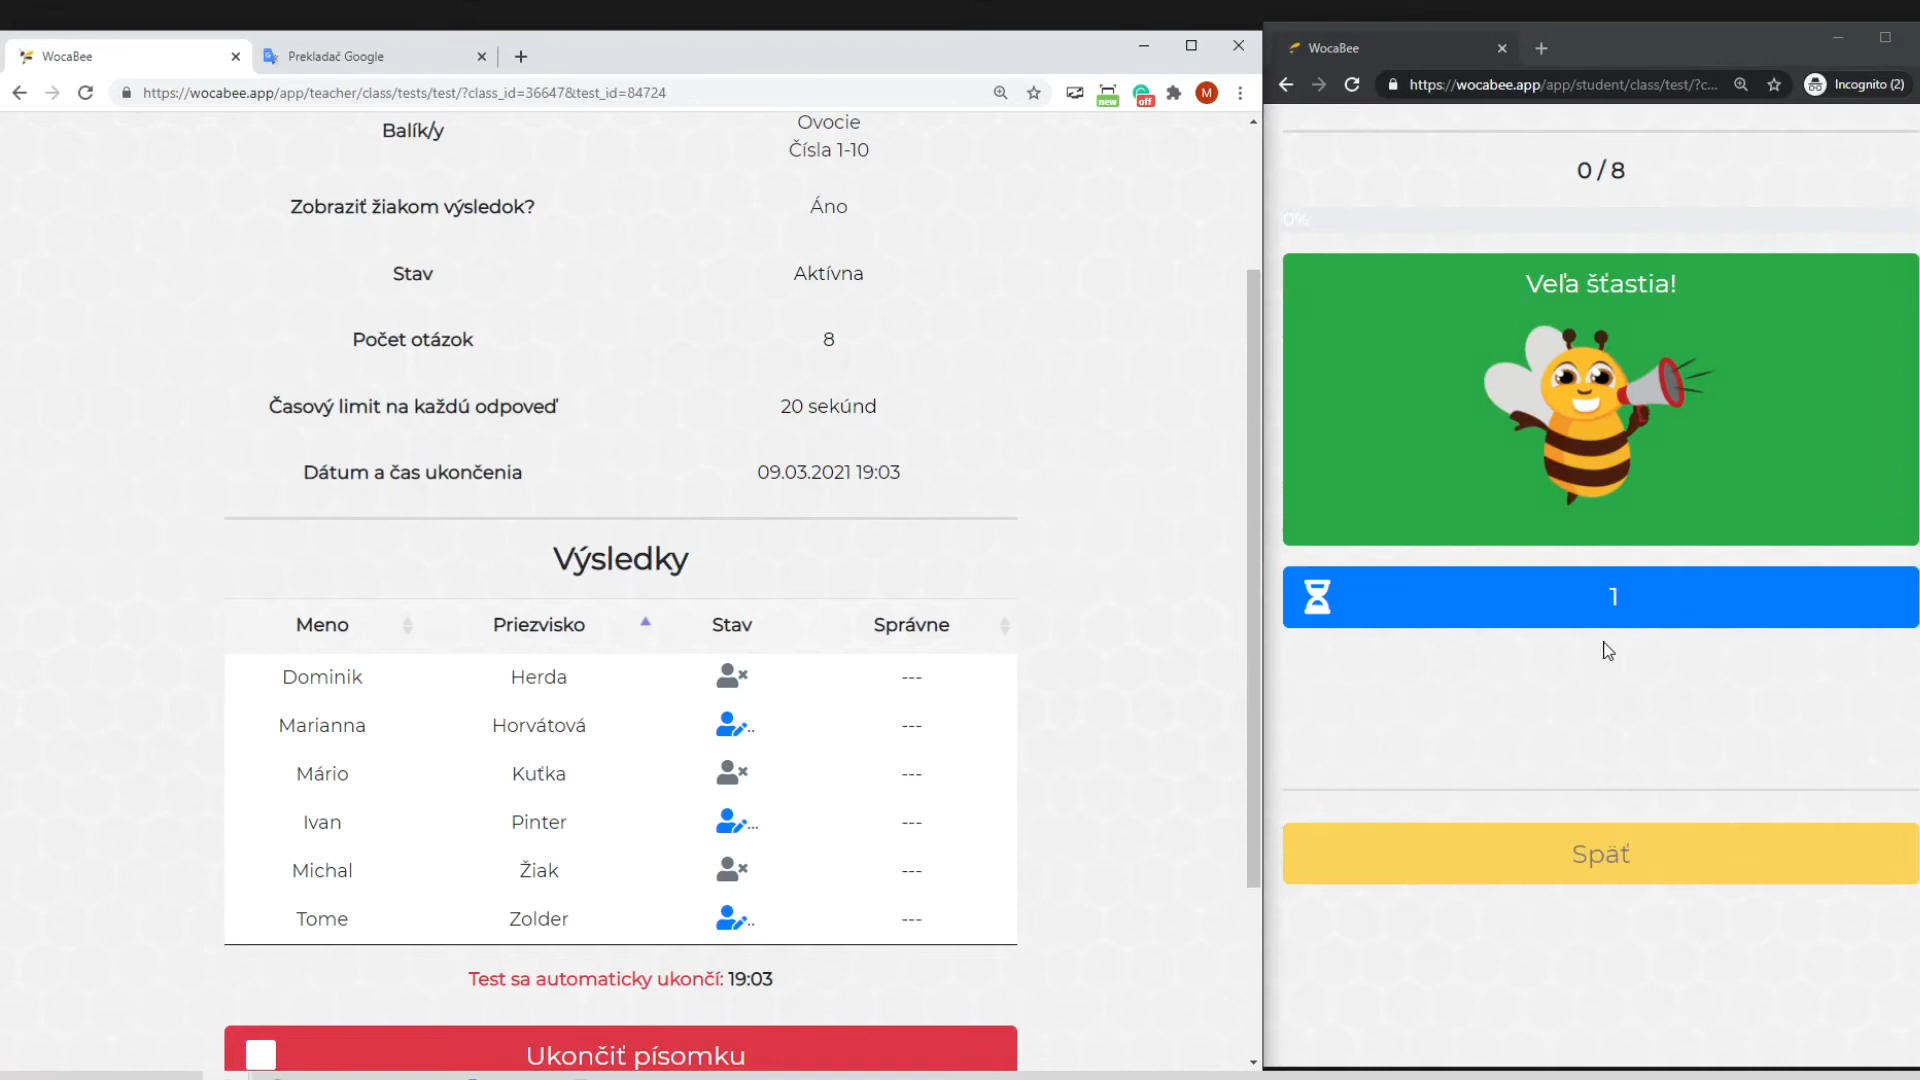 WocaBee
Prekladač Google
https://wocabee.app/app/teacher/class/tests/test/?class_id=36647&test_id=84724
new
off
M
Balík/y
Ovocie
Čísla 1-10
Zobraziť žiakom výsledok?
Áno
Stav
Aktívna
Počet otázok
8
Časový limit na každú odpoveď
20 sekúnd
Dátum a čas ukončenia
09.03.2021 19:03
Výsledky
Meno Priezvisko Stav Správne
Dominik Herda ---
Marianna Horvátová .. ---
Mário Kuťka ---
Ivan Pinter ... ---
Michal Žiak ---
Tome Zolder .. ---
Test sa automaticky ukončí: 19:03
Ukončiť písomku
WocaBee
https://wocabee.app/app/student/class/test/?c...
Incognito (2)
0 / 8
0%
Veľa šťastia!
1
Späť